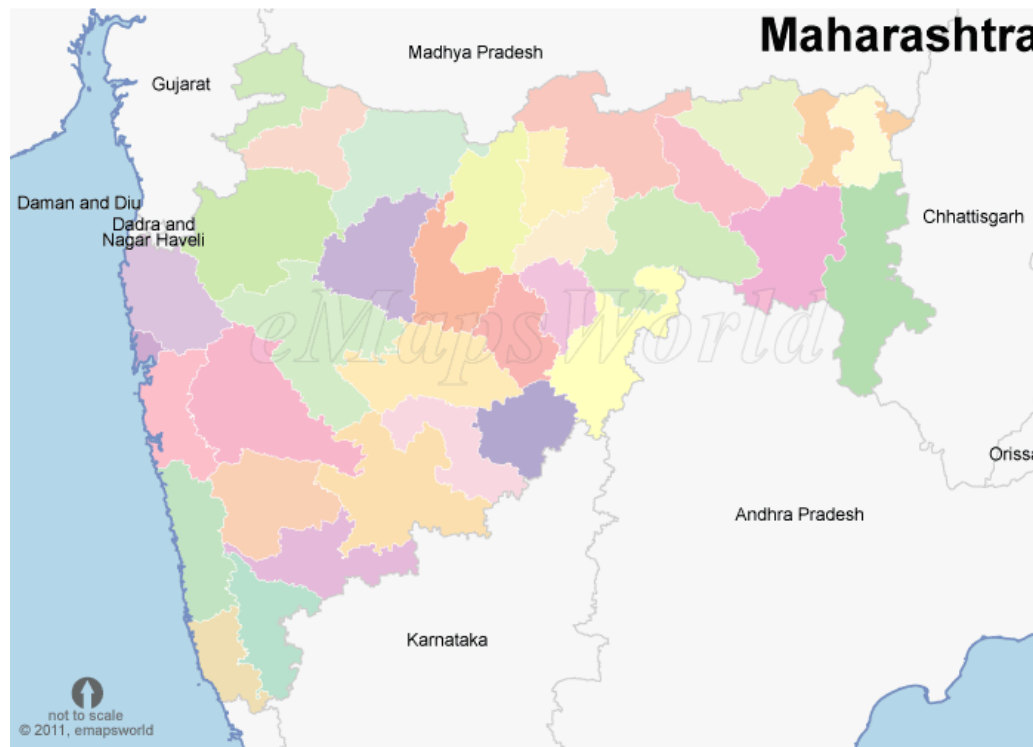 Maharashtra
Madhya Pradesh
Gujarat
Daman and Diu
Dadra and
Nagar Haveli
Chhattisgarh
eMapsWorld
Orissa
Andhra Pradesh
Karnataka
not to scale
© 2011, emapsworld